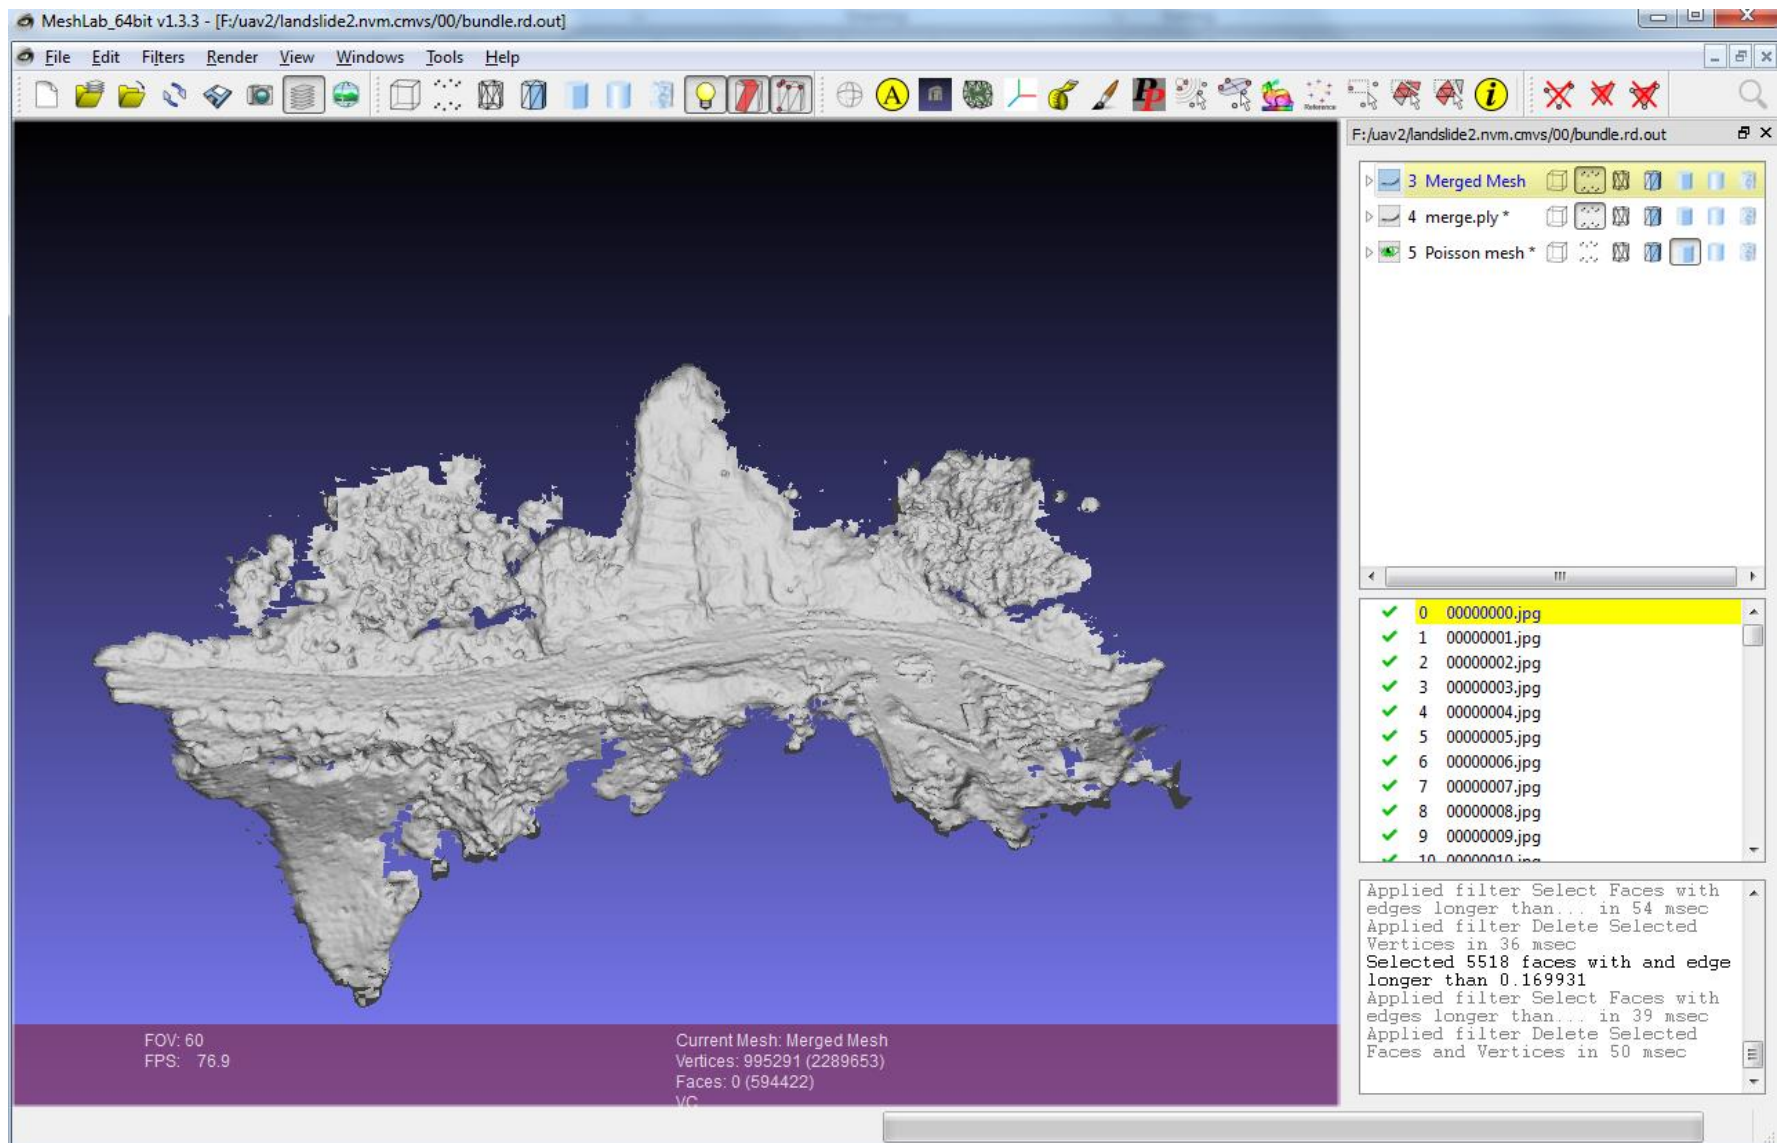 MeshLab_64bit v1.3.3 - [F:/uav2/landslide2.nvm.cmvs/00/bundle.rd.out]
File Edit Filters Render View Windows Tools Help
A PP Reference i
F:/uav2/landslide2.nvm.cmvs/00/bundle.rd.out
3 Merged Mesh
4 merge.ply *
5 Poisson mesh *
0 00000000.jpg
1 00000001.jpg
2 00000002.jpg
3 00000003.jpg
4 00000004.jpg
5 00000005.jpg
6 00000006.jpg
7 00000007.jpg
8 00000008.jpg
9 00000009.jpg
10 00000010.jpg
Applied filter Select Faces with
edges longer than... in 54 msec
Applied filter Delete Selected
Vertices in 36 msec
Selected 5518 faces with and edge
longer than 0.169931
Applied filter Select Faces with
edges longer than... in 39 msec
Applied filter Delete Selected
Faces and Vertices in 50 msec
FOV: 60
FPS: 76.9
Current Mesh: Merged Mesh
Vertices: 995291 (2289653)
Faces: 0 (594422)
VC